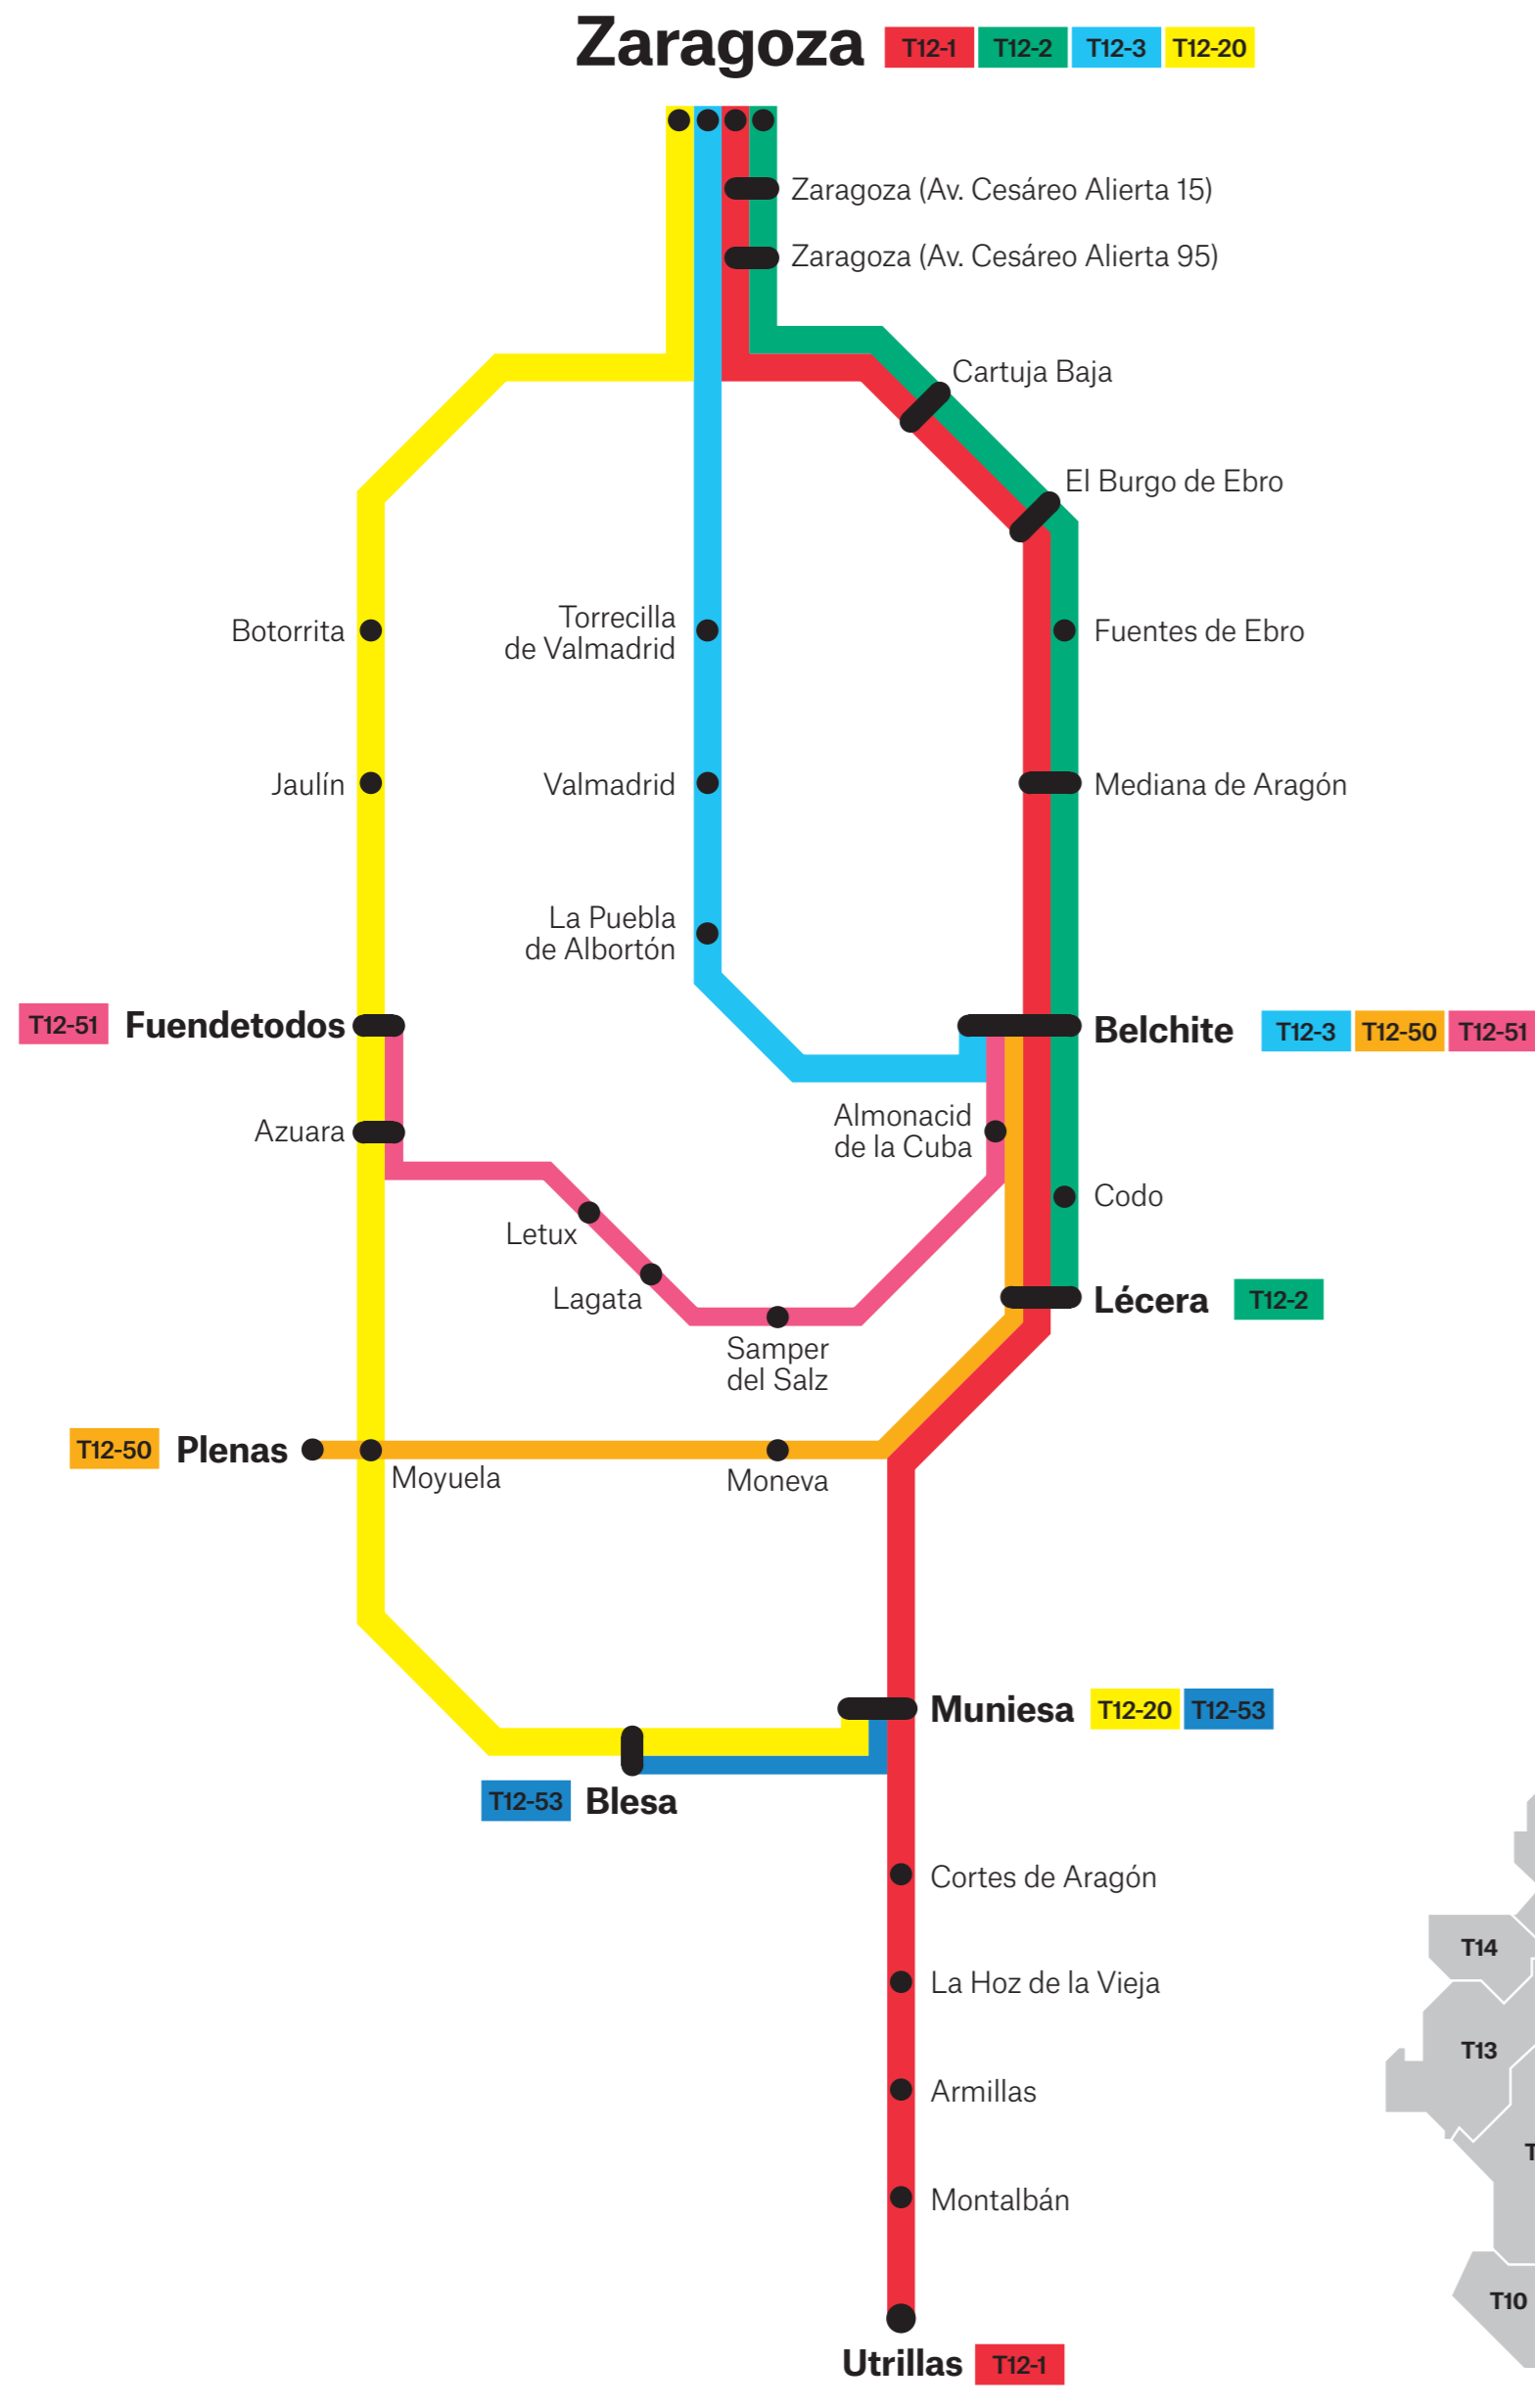 Zaragoza T12-1 T12-2 T12-3 T12-20
Zaragoza (Av. Cesáreo Alierta 15)
Zaragoza (Av. Cesáreo Alierta 95)
Cartuja Baja
El Burgo de Ebro
Botorrita
Torrecilla
de Valmadrid
Fuentes de Ebro
Jaulín
Valmadrid
Mediana de Aragón
La Puebla
de Albortón
T12-51 Fuendetodos
Belchite T12-3 T12-50 T12-51
Azuara
Almonacid
de la Cuba
Codo
Letux
Lagata
Lécera T12-2
Samper
del Salz
T12-50 Plenas
Moyuela
Moneva
Muniesa T12-20 T12-53
T12-53 Blesa
Cortes de Aragón
T14
La Hoz de la Vieja
T13
Armillas
Montalbán
T10
Utrillas T12-1